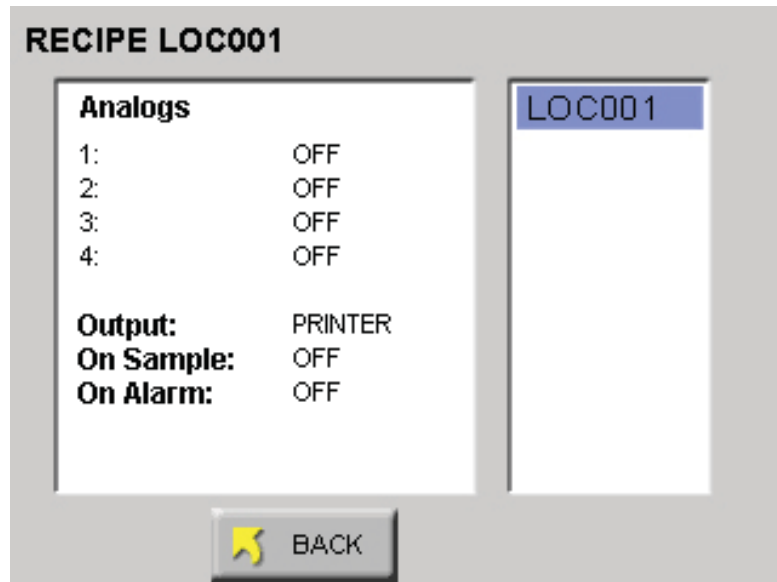 RECIPE LOC001
Analogs
1: OFF
2: OFF
3: OFF
4: OFF
Output: PRINTER
On Sample: OFF
On Alarm: OFF
LOC001
BACK